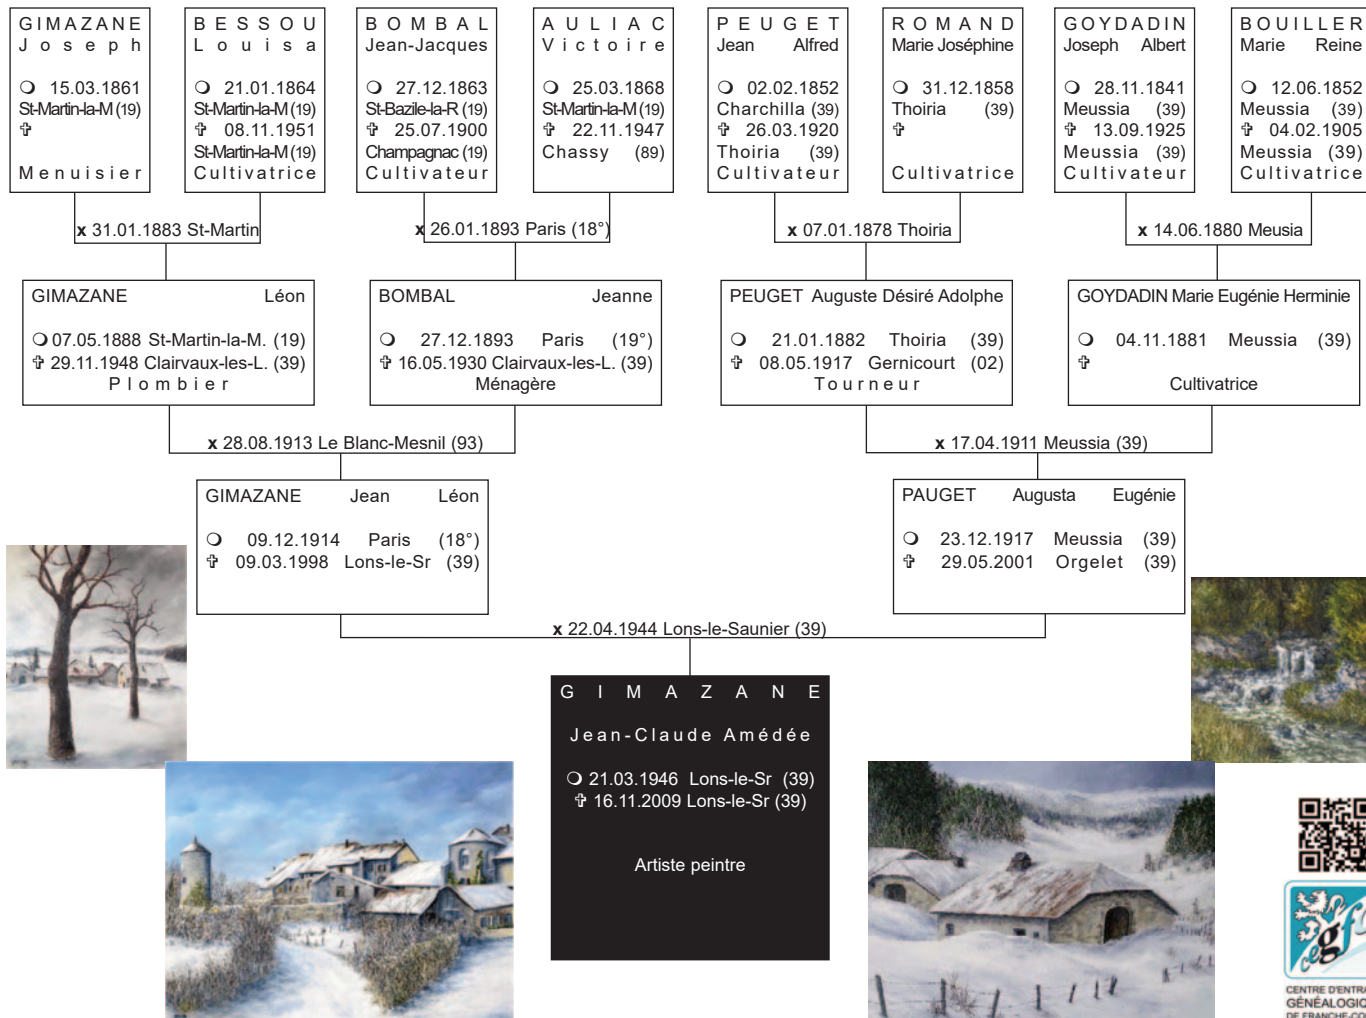 GIMAZANE
Joseph
15.03.1861
St-Martin-la-M (19)
✞
Menuisier
BESSOU
Louisa
21.01.1864
St-Martin-la-M (19)
✞ 08.11.1951
St-Martin-la-M (19)
Cultivatrice
BOMBAL
Jean-Jacques
27.12.1863
St-Bazile-la-R (19)
✞ 25.07.1900
Champagnac (19)
Cultivateur
AULIAC
Victoire
25.03.1868
St-Martin-la-M (19)
✞ 22.11.1947
Chassy (89)
PEUGET
Jean Alfred
02.02.1852
Charchilla (39)
✞ 26.03.1920
Thoiria (39)
Cultivateur
ROMAND
Marie Joséphine
31.12.1858
Thoiria (39)
✞
Cultivatrice
GOYDADIN
Joseph Albert
28.11.1841
Meussia (39)
✞ 13.09.1925
Meussia (39)
Cultivateur
BOUILLER
Marie Reine
12.06.1852
Meussia (39)
✞ 04.02.1905
Meussia (39)
Cultivatrice
x 31.01.1883 St-Martin
x 26.01.1893 Paris (18°)
x 07.01.1878 Thoiria
x 14.06.1880 Meusia
GIMAZANE Léon
07.05.1888 St-Martin-la-M. (19)
✞ 29.11.1948 Clairvaux-les-L. (39)
Plombier
BOMBAL Jeanne
27.12.1893 Paris (19°)
✞ 16.05.1930 Clairvaux-les-L. (39)
Ménagère
PEUGET Auguste Désiré Adolphe
21.01.1882 Thoiria (39)
✞ 08.05.1917 Gernicourt (02)
Tourneur
GOYDADIN Marie Eugénie Herminie
04.11.1881 Meussia (39)
✞
Cultivatrice
x 28.08.1913 Le Blanc-Mesnil (93)
x 17.04.1911 Meussia (39)
GIMAZANE Jean Léon
09.12.1914 Paris (18°)
✞ 09.03.1998 Lons-le-Sr (39)
PAUGET Augusta Eugénie
23.12.1917 Meussia (39)
✞ 29.05.2001 Orgelet (39)
x 22.04.1944 Lons-le-Saunier (39)
GIMAZANE
Jean-Claude Amédée
21.03.1946 Lons-le-Sr (39)
✞ 16.11.2009 Lons-le-Sr (39)
Artiste peintre
cegf
CENTRE D'ENTRA
GÉNÉALOGIQ
DE FRANCHE-CO